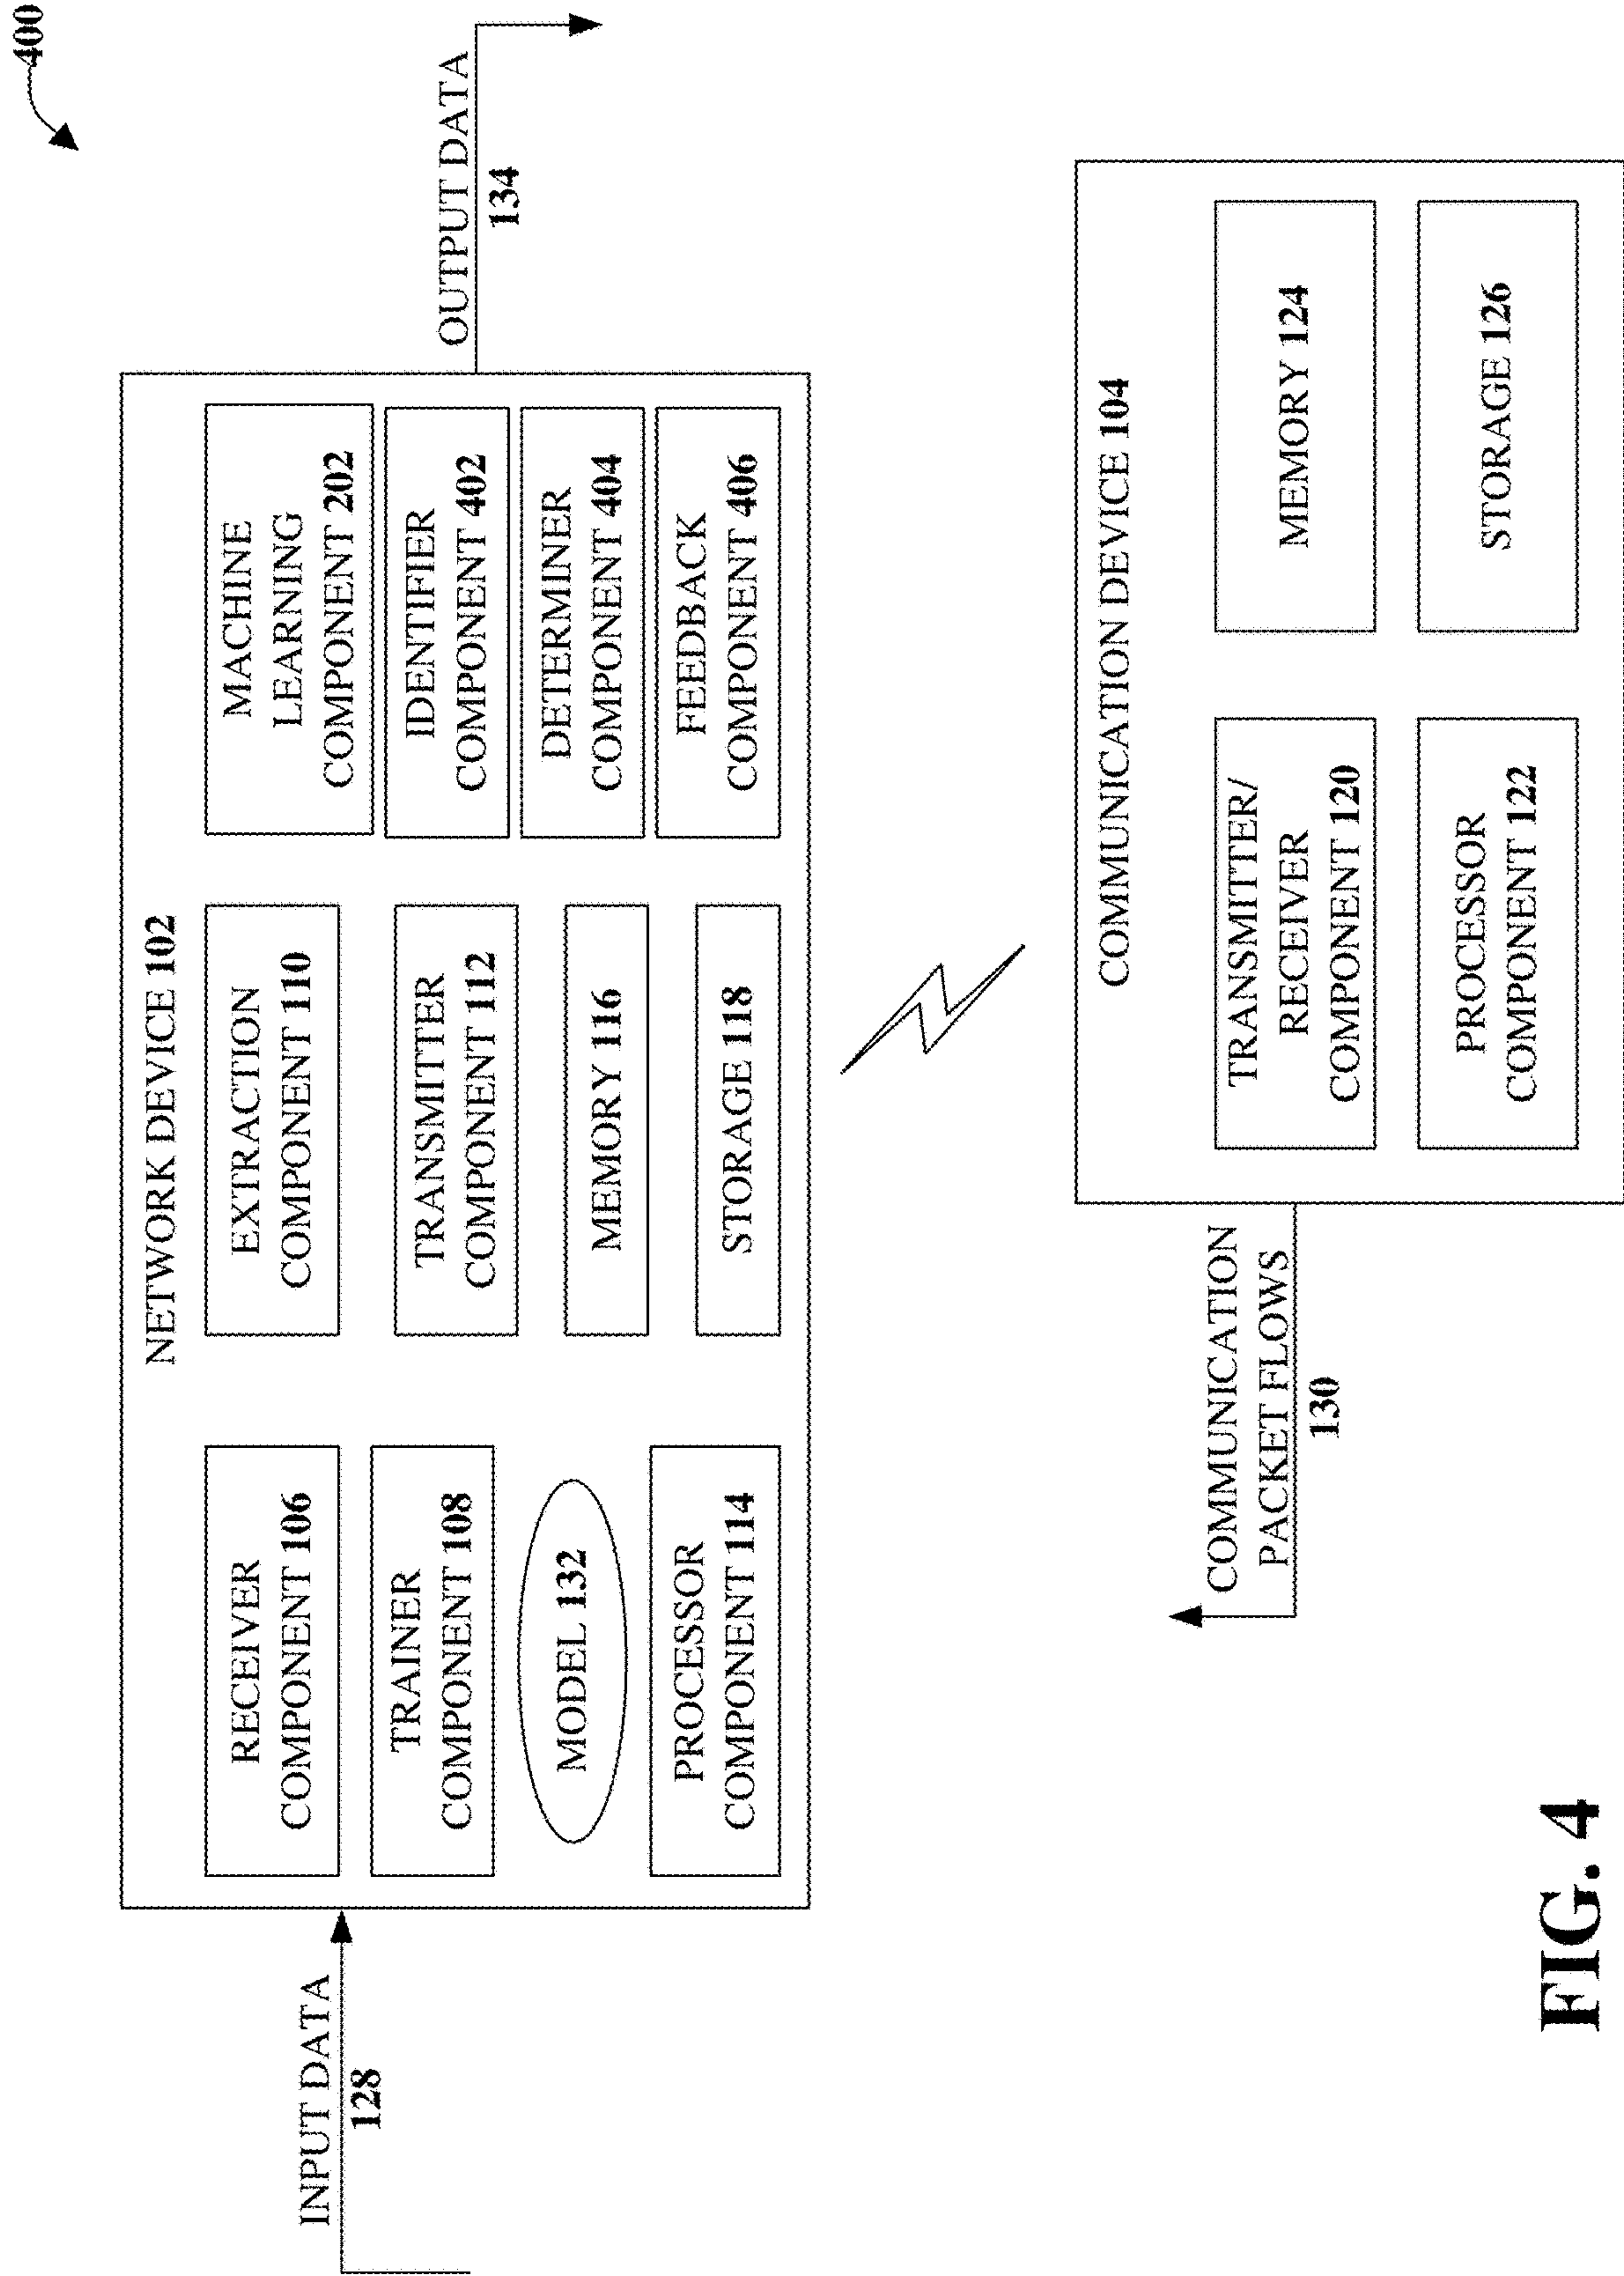 400
NETWORK DEVICE 102
INPUT DATA
128
RECEIVER
COMPONENT 106
TRAINER
COMPONENT 108
MODEL 132
PROCESSOR
COMPONENT 114
EXTRACTION
COMPONENT 110
TRANSMITTER
COMPONENT 112
MEMORY 116
STORAGE 118
MACHINE
LEARNING
COMPONENT 202
IDENTIFIER
COMPONENT 402
DETERMINER
COMPONENT 404
FEEDBACK
COMPONENT 406
OUTPUT DATA
134
COMMUNICATION
PACKET FLOWS
130
COMMUNICATION DEVICE 104
TRANSMITTER/
RECEIVER
COMPONENT 120
PROCESSOR
COMPONENT 122
MEMORY 124
STORAGE 126
FIG. 4